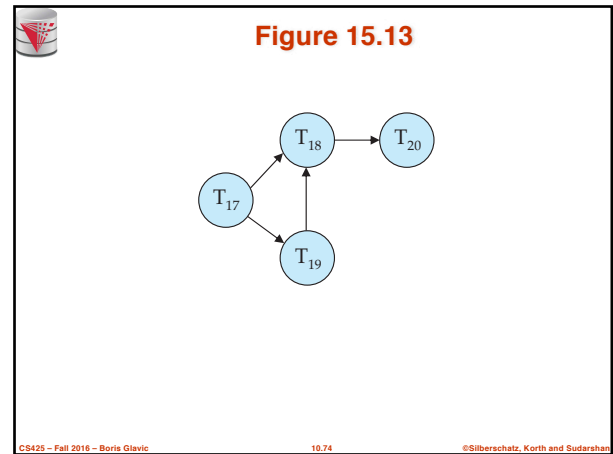 Figure 15.13
T18
T20
T17
T19
CS425 – Fall 2016 – Boris Glavic
10.74
©Silberschatz, Korth and Sudarshan